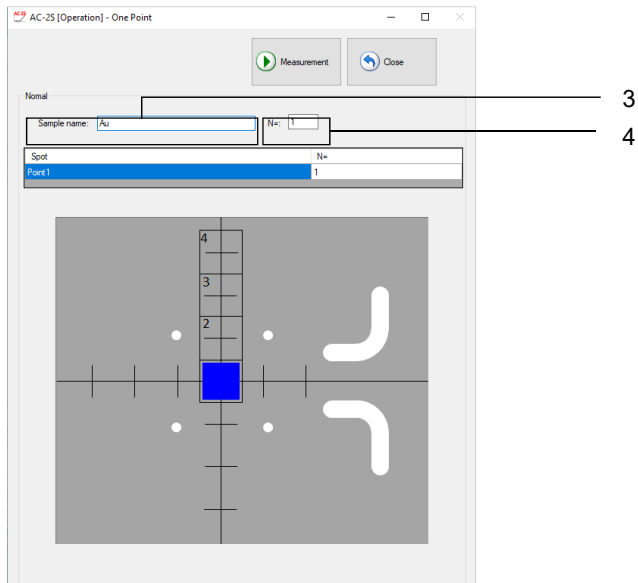 AC-2S [Operation] - One Point
Measurement Close
Nomal
Sample name: Au N=: 1
Spot N=
Point1 1
3
4
4
3
2